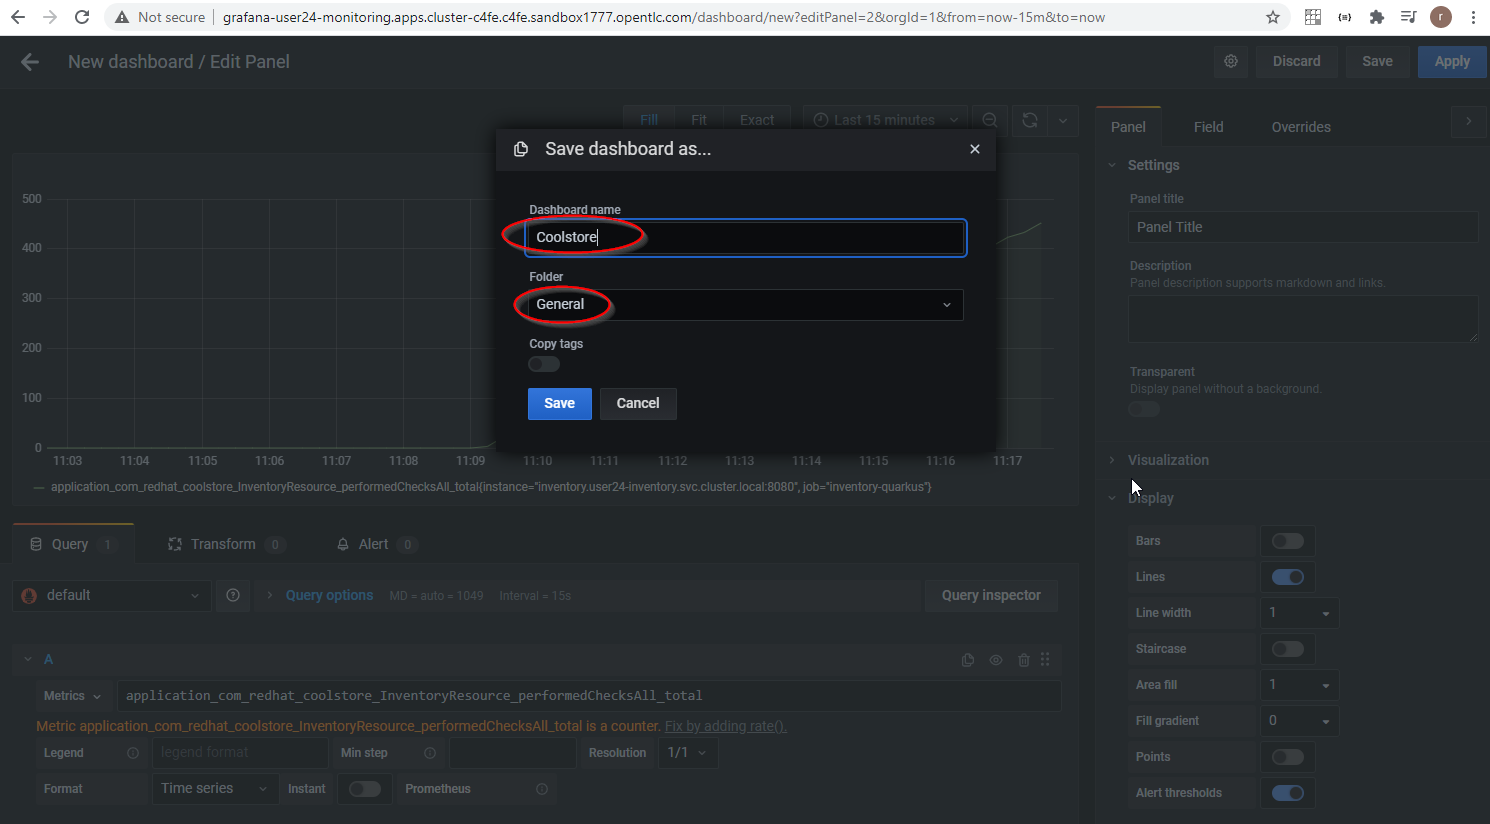 Not secure | grafana-user24-monitoring.apps.cluster-c4fe.c4fe.sandbox1777.opentlc.com/dashboard/new?editPanel=2&orgId=1&from=now-15m&to=now
r
New dashboard / Edit Panel
Discard
Save
Apply
Fill
Fit
Exact
Last 15 minutes
Panel
Field
Overrides
Save dashboard as...
Dashboard name
Coolstore
Folder
General
Copy tags
Save
Cancel
500
400
300
200
100
0
11:03 11:04 11:05 11:06 11:07 11:08 11:09 11:10 11:11 11:12 11:13 11:14 11:15 11:16 11:17
application_com_redhat_coolstore_InventoryResource_performedChecksAll_total{instance="inventory.user24-inventory.svc.cluster.local:8080", job="inventory-quarkus"}
Query 1
Transform 0
Alert 0
default
Query options MD = auto = 1049 Interval = 15s
Query inspector
A
Metrics
application_com_redhat_coolstore_InventoryResource_performedChecksAll_total
Metric application_com_redhat_coolstore_InventoryResource_performedChecksAll_total is a counter. Fix by adding rate().
Legend
legend format
Min step
Resolution
1/1
Format
Time series
Instant
Prometheus
Settings
Panel title
Panel Title
Description
Panel description supports markdown and links.
Transparent
Display panel without a background.
Visualization
Display
Bars
Lines
Line width 1
Staircase
Area fill 1
Fill gradient 0
Points
Alert thresholds